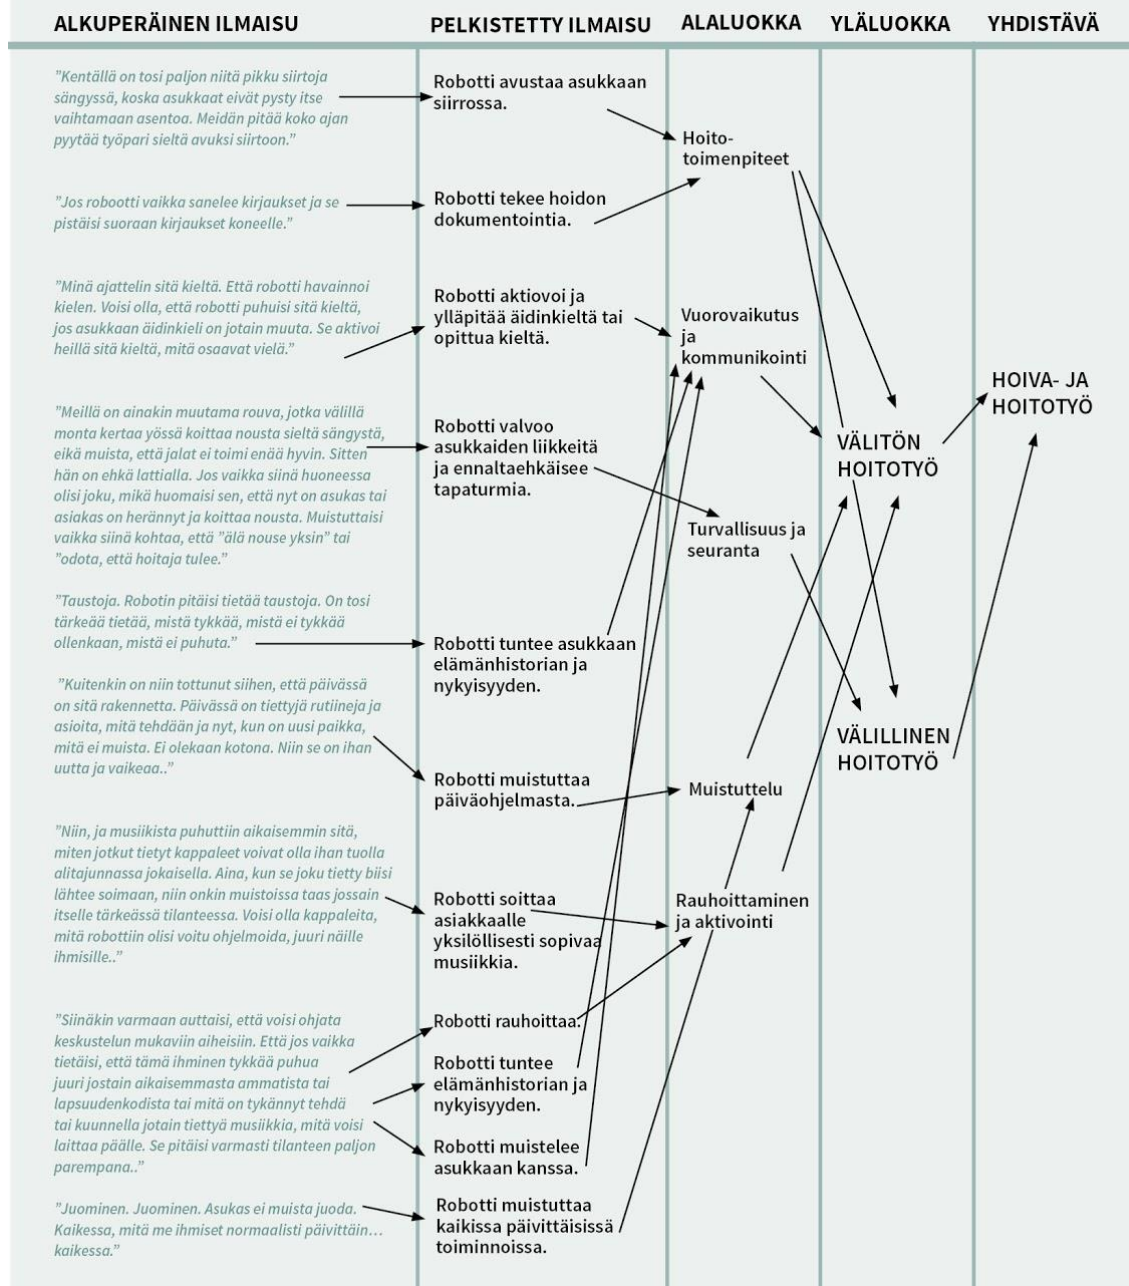 ALKUPERÄINEN ILMAISU
PELKISTETTY ILMAISU
ALALUOKKA
YLÄLUOKKA
YHDISTÄVÄ
”Kentällä on tosi paljon niitä pikku siirtoja
sängyssä, koska asukkaat eivät pysty itse
vaihtamaan asentoa. Meidän pitää koko ajan
pyytää työpari sieltä avuksi siirtoon.”
”Jos robootti vaikka sanelee kirjaukset ja se
pistäisi suoraan kirjaukset koneelle.”
”Minä ajattelin sitä kieltä. Että robotti havainnoi
kielen. Voisi olla, että robotti puhuisi sitä kieltä,
jos asukkaan äidinkieli on jotain muuta. Se aktivoi
heillä sitä kieltä, mitä osaavat vielä.”
”Meillä on ainakin muutama rouva, jotka välillä
monta kertaa yössä koittaa nousta sieltä sängystä,
eikä muista, että jalat ei toimi enää hyvin. Sitten
hän on ehkä lattialla. Jos vaikka siinä huoneessa
olisi joku, mikä huomaisi sen, että nyt on asukas tai
asiakas on herännyt ja koittaa nousta. Muistuttaisi
vaikka siinä kohtaa, että ”älä nouse yksin” tai
”odota, että hoitaja tulee.”
”Taustoja. Robotin pitäisi tietää taustoja. On tosi
tärkeää tietää, mistä tykkää, mistä ei tykkää
ollenkaan, mistä ei puhuta.”
”Kuitenkin on niin tottunut siihen, että päivässä
on sitä rakennetta. Päivässä on tiettyjä rutiineja ja
asioita, mitä tehdään ja nyt, kun on uusi paikka,
mitä ei muista. Ei olekaan kotona. Niin se on ihan
uutta ja vaikeaa..”
”Niin, ja musiikista puhuttiin aikaisemmin sitä,
miten jotkut tietyt kappaleet voivat olla ihan tuolla
alitajunnassa jokaisella. Aina, kun se joku tietty biisi
lähtee soimaan, niin onkin muistoissa taas jossain
itselle tärkeässä tilanteessa. Voisi olla kappaleita,
mitä robottiin olisi voitu ohjelmoida, juuri näille
ihmisille..”
”Siinäkin varmaan auttaisi, että voisi ohjata
keskustelun mukaviin aiheisiin. Että jos vaikka
tietäisi, että tämä ihminen tykkää puhua
juuri jostain aikaisemmasta ammatista tai
lapsuudenkodista tai mitä on tykännyt tehdä
tai kuunnella jotain tiettyä musiikkia, mitä voisi
laittaa päälle. Se pitäisi varmasti tilanteen paljon
parempana..”
”Juominen. Juominen. Asukas ei muista juoda.
Kaikessa, mitä me ihmiset normaalisti päivittäin…
kaikessa.”
Robotti avustaa asukkaan
siirrossa.
Robotti tekee hoidon
dokumentointia.
Robotti aktiovoi ja
ylläpitää äidinkieltä tai
opittua kieltä.
Robotti valvoo
asukkaiden liikkeitä
ja ennaltaehkäisee
tapaturmia.
Robotti tuntee asukkaan
elämänhistorian ja
nykyisyyden.
Robotti muistuttaa
päiväohjelmasta.
Robotti soittaa
asiakkaalle
yksilöllisesti sopivaa
musiikkia.
Robotti rauhoittaa.
Robotti tuntee
elämänhistorian ja
nykyisyyden.
Robotti muistelee
asukkaan kanssa.
Robotti muistuttaa
kaikissa päivittäisissä
toiminnoissa.
Hoito-
toimenpiteet
Vuorovaikutus
ja
kommunikointi
Turvallisuus ja
seuranta
Muistuttelu
Rauhoittaminen
ja aktivointi
VÄLITÖN
HOITOTYÖ
VÄLILLINEN
HOITOTYÖ
HOIVA- JA
HOITOTYÖ